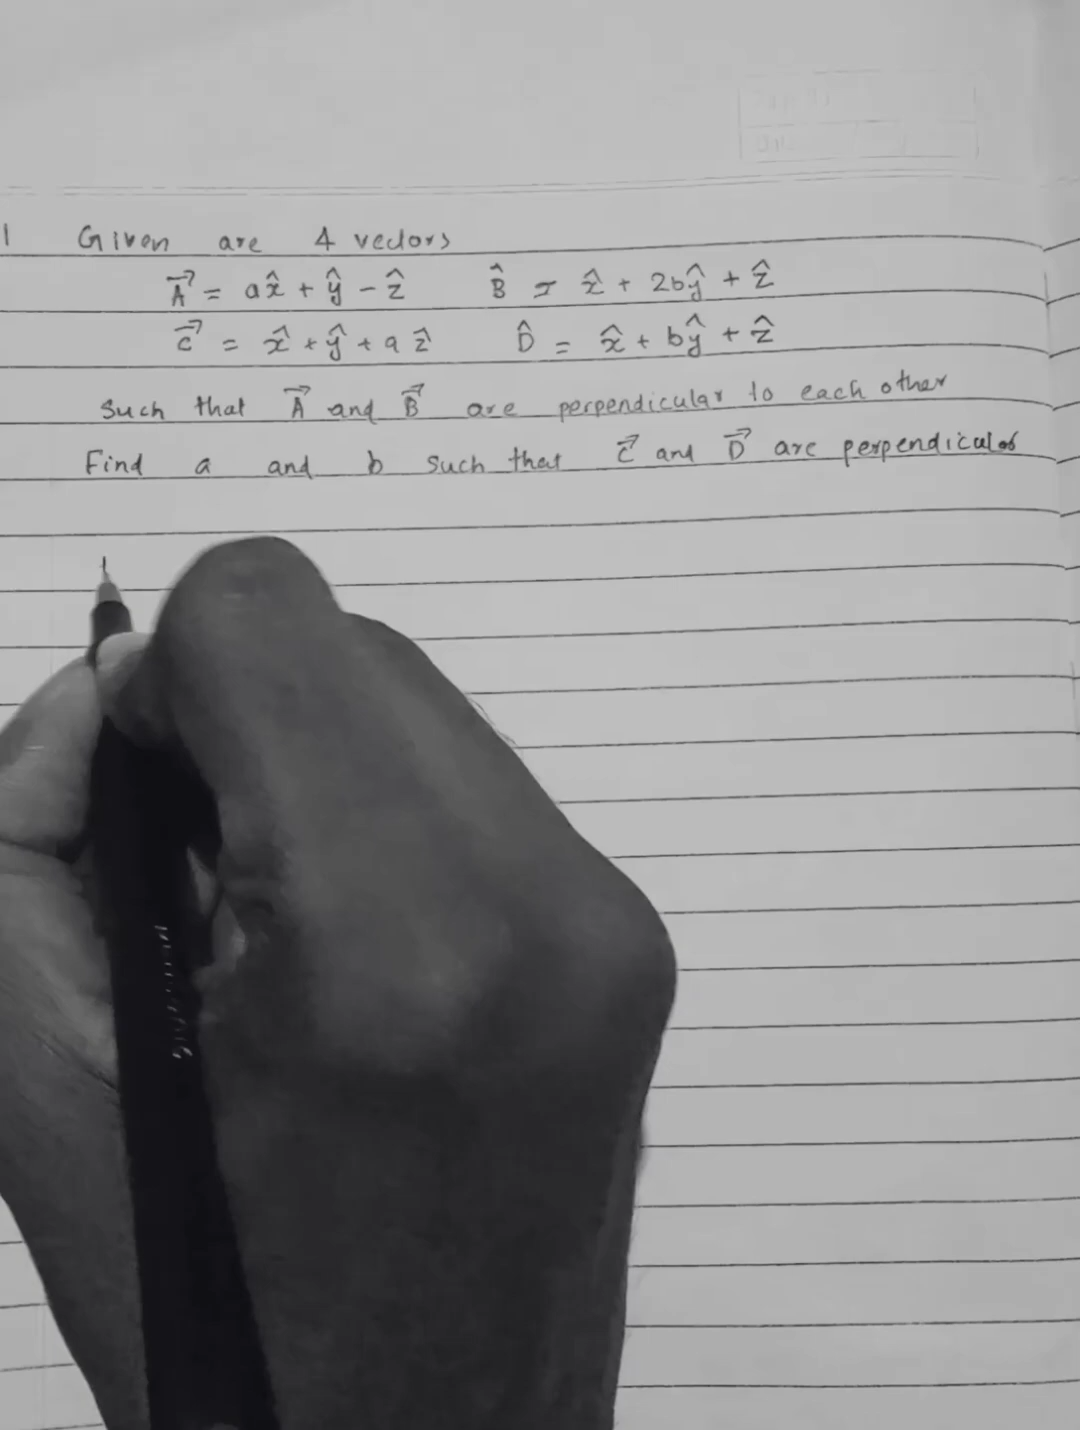 1 Given are 4 vectors
A⃗ = ax̂ + ŷ - ẑ B̂ = x̂ + 2bŷ + ẑ
c⃗ = x̂ + ŷ + a ẑ D̂ = x̂ + bŷ + ẑ
Such that A⃗ and B⃗ are perpendicular to each other
Find a and b such that c⃗ and D⃗ are perpendicular